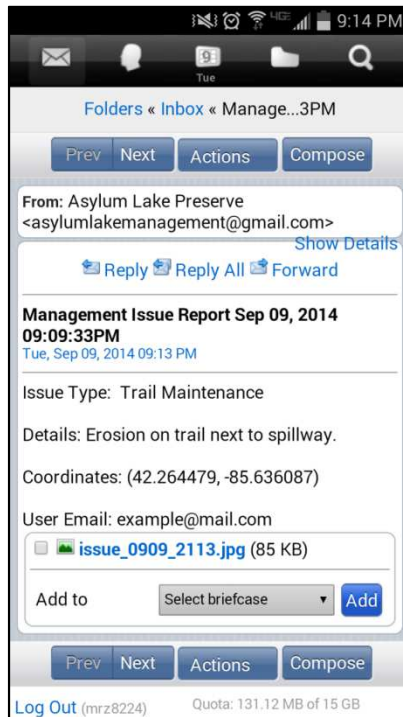 4G LTE 9:14 PM
9
Tue
Folders « Inbox « Manage...3PM
Prev Next Actions Compose
From: Asylum Lake Preserve
<asylumlakemanagement@gmail.com>
Show Details
Reply Reply All Forward
Management Issue Report Sep 09, 2014
09:09:33PM
Tue, Sep 09, 2014 09:13 PM
Issue Type: Trail Maintenance
Details: Erosion on trail next to spillway.
Coordinates: (42.264479, -85.636087)
User Email: example@mail.com
issue_0909_2113.jpg (85 KB)
Add to Select briefcase Add
Prev Next Actions Compose
Log Out (mrz8224) Quota: 131.12 MB of 15 GB